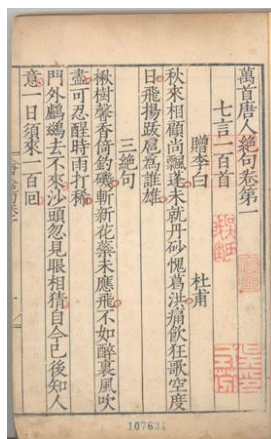 萬首唐人絕句卷第一
七言一百首
贈李白 杜甫
秋來相顧尚飄蓬未就丹砂愧葛洪痛飲狂歌空度
日飛揚跋扈為誰雄
三絕句
楸樹馨香倚釣磯斬新花蘂未應飛不如醉裏風吹
盡可忍醒時雨打稀
門外鸕鷀去不來沙頭忽見眼相猜自今已後知人
意一日須來一百回
107631